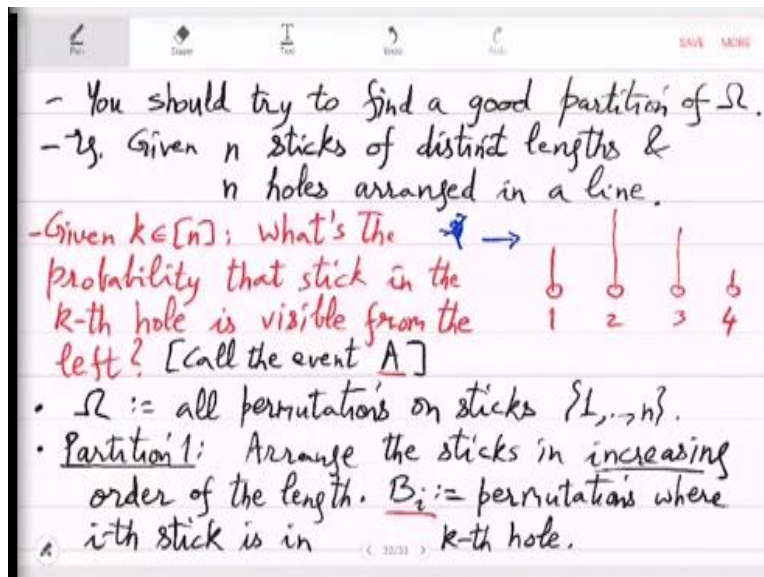 SAVE MORE
- You should try to find a good partition of Ω.
- Eg. Given n sticks of distinct lengths &
n holes arranged in a line.
- Given k∈[n]; what's the
probability that stick in the
k-th hole is visible from the
left? [Call the event A]
→
1 2 3 4
• Ω := all permutations on sticks {1,..,n}.
• Partition 1: Arrange the sticks in increasing
order of the length. B_i := permutations where
i-th stick is in k-th hole.
33/33